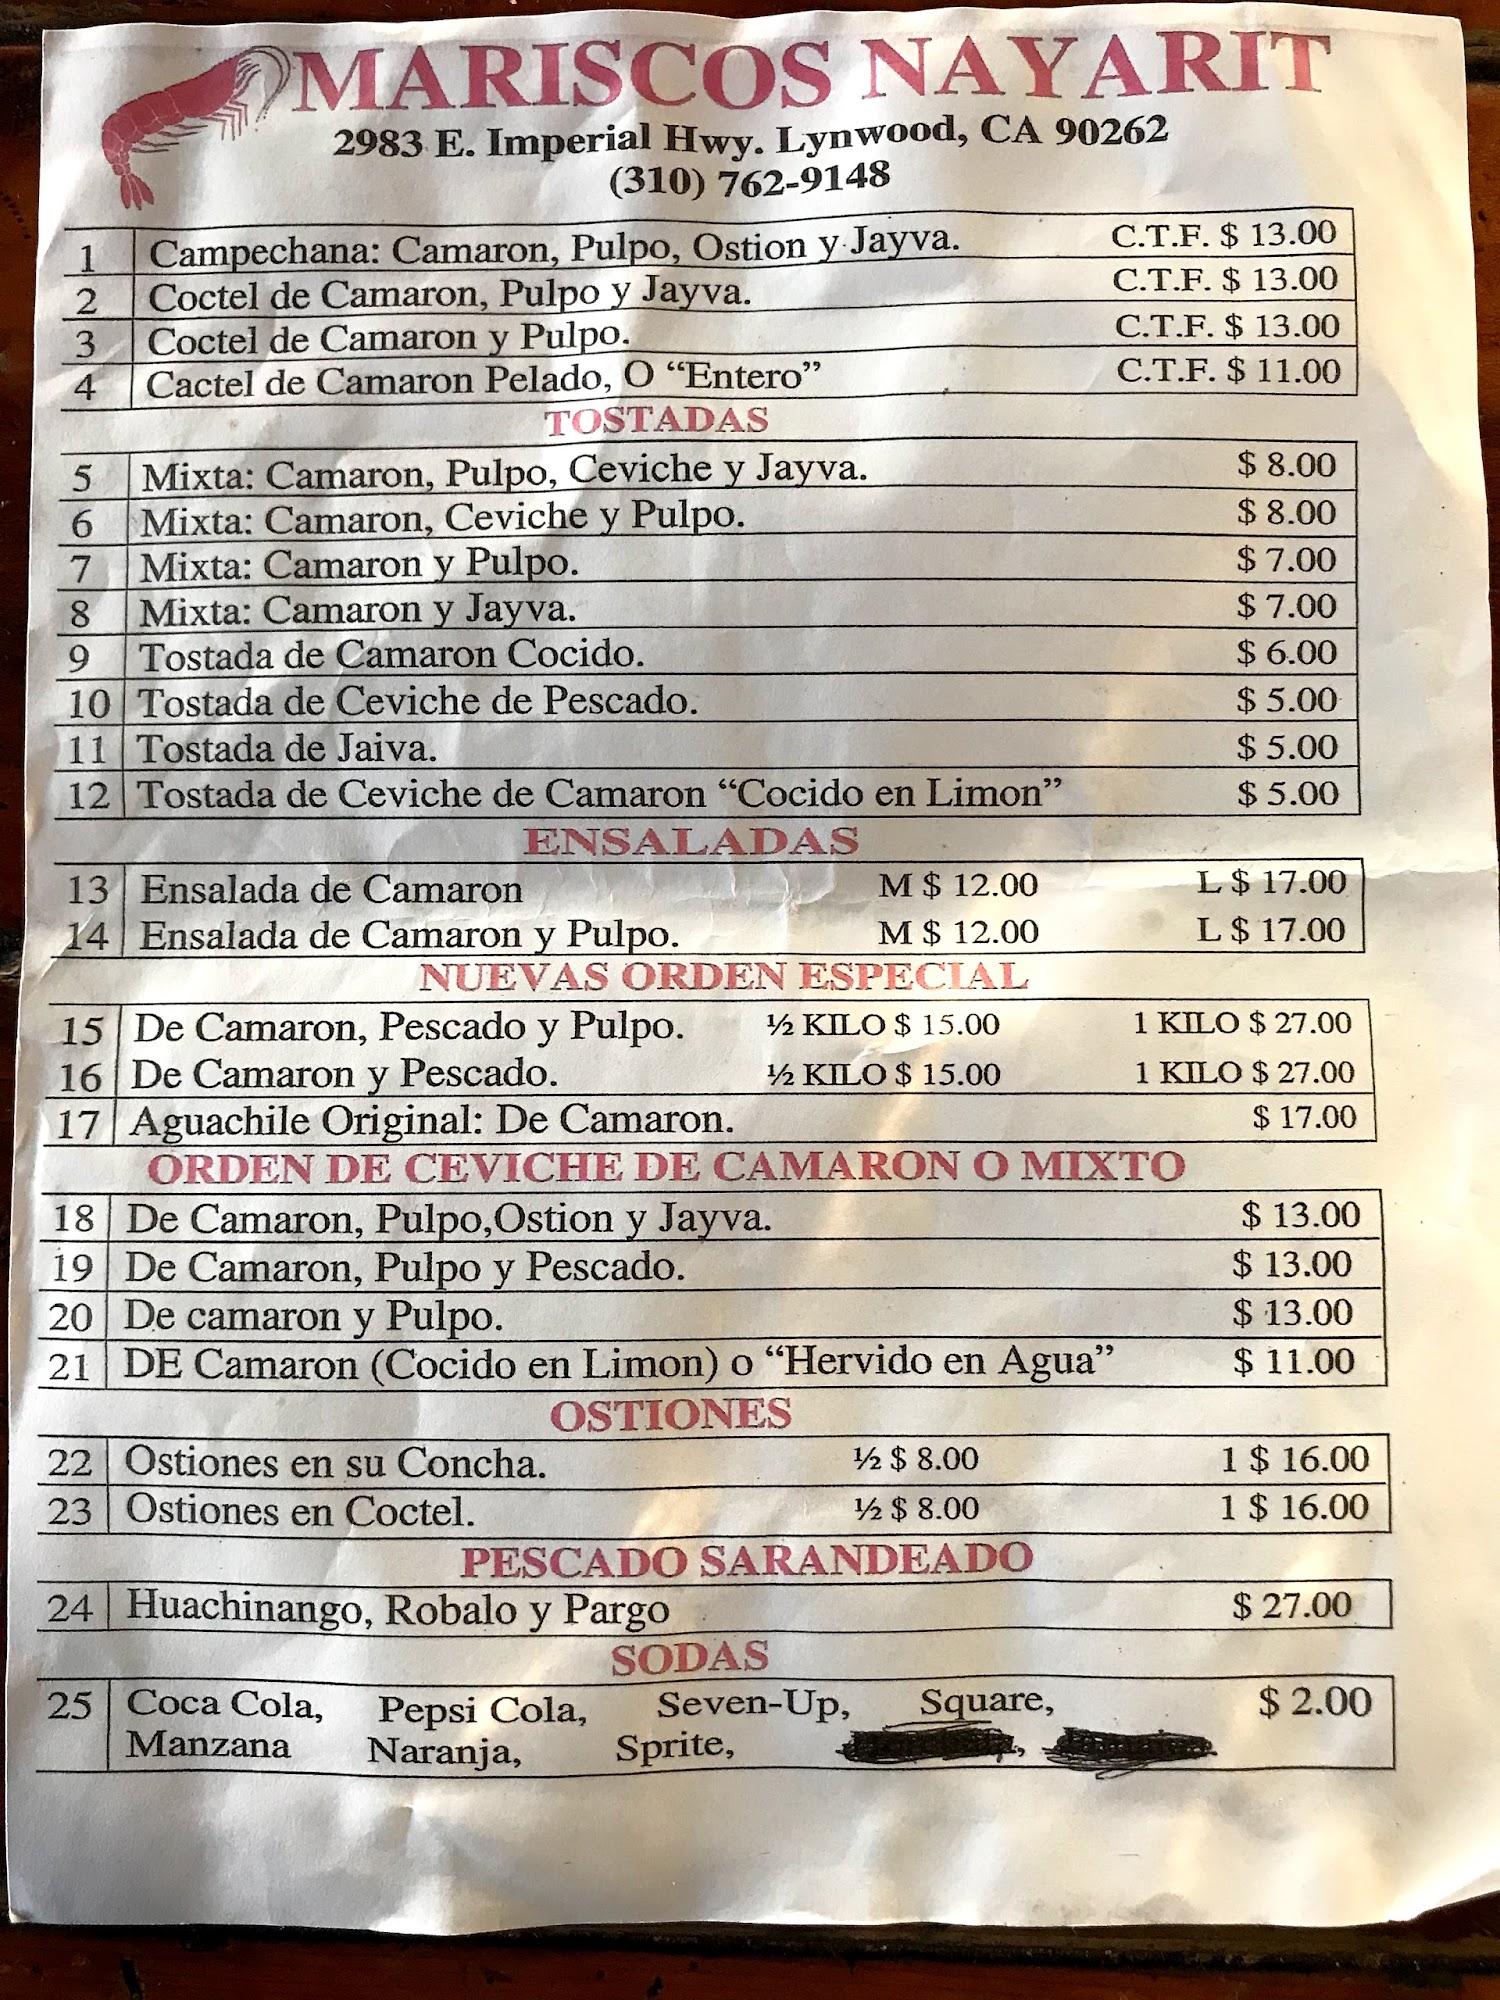 MARISCOS NAYARIT
2983 E. Imperial Hwy. Lynwood, CA 90262
(310) 762-9148
1 Campechana: Camaron, Pulpo, Ostion y Jayva. C.T.F. $ 13.00
2 Coctel de Camaron, Pulpo y Jayva. C.T.F. $ 13.00
3 Coctel de Camaron y Pulpo. C.T.F. $ 13.00
4 Cactel de Camaron Pelado, O “Entero” C.T.F. $ 11.00
TOSTADAS
5 Mixta: Camaron, Pulpo, Ceviche y Jayva. $ 8.00
6 Mixta: Camaron, Ceviche y Pulpo. $ 8.00
7 Mixta: Camaron y Pulpo. $ 7.00
8 Mixta: Camaron y Jayva. $ 7.00
9 Tostada de Camaron Cocido. $ 6.00
10 Tostada de Ceviche de Pescado. $ 5.00
11 Tostada de Jaiva. $ 5.00
12 Tostada de Ceviche de Camaron “Cocido en Limon” $ 5.00
ENSALADAS
13 Ensalada de Camaron M $ 12.00 L $ 17.00
14 Ensalada de Camaron y Pulpo. M $ 12.00 L $ 17.00
NUEVAS ORDEN ESPECIAL
15 De Camaron, Pescado y Pulpo. ½ KILO $ 15.00 1 KILO $ 27.00
16 De Camaron y Pescado. ½ KILO $ 15.00 1 KILO $ 27.00
17 Aguachile Original: De Camaron. $ 17.00
ORDEN DE CEVICHE DE CAMARON O MIXTO
18 De Camaron, Pulpo,Ostion y Jayva. $ 13.00
19 De Camaron, Pulpo y Pescado. $ 13.00
20 De camaron y Pulpo. $ 13.00
21 DE Camaron (Cocido en Limon) o “Hervido en Agua” $ 11.00
OSTIONES
22 Ostiones en su Concha. ½ $ 8.00 1 $ 16.00
23 Ostiones en Coctel. ½ $ 8.00 1 $ 16.00
PESCADO SARANDEADO
24 Huachinango, Robalo y Pargo $ 27.00
SODAS
25 Coca Cola, Pepsi Cola, Seven-Up, Square, $ 2.00
Manzana Naranja, Sprite,